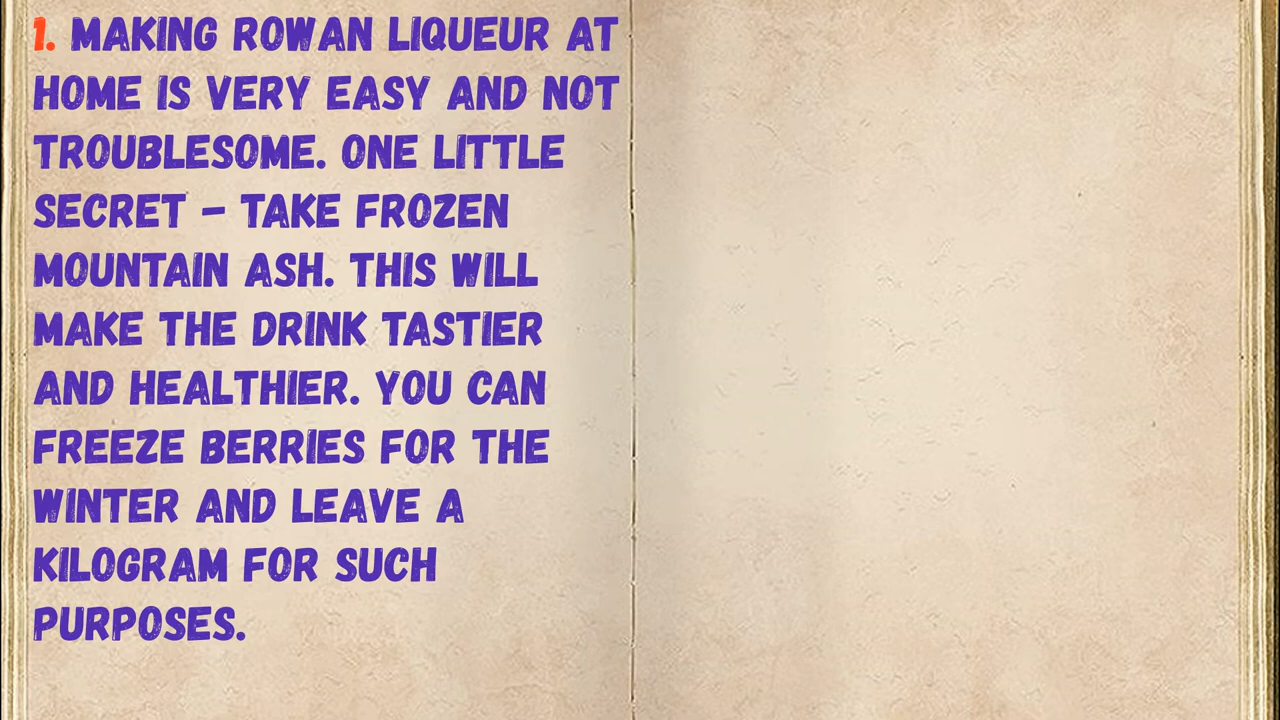 1. MAKING ROWAN LIQUEUR AT
HOME IS VERY EASY AND NOT
TROUBLESOME. ONE LITTLE
SECRET - TAKE FROZEN
MOUNTAIN ASH. THIS WILL
MAKE THE DRINK TASTIER
AND HEALTHIER. YOU CAN
FREEZE BERRIES FOR THE
WINTER AND LEAVE A
KILOGRAM FOR SUCH
PURPOSES.